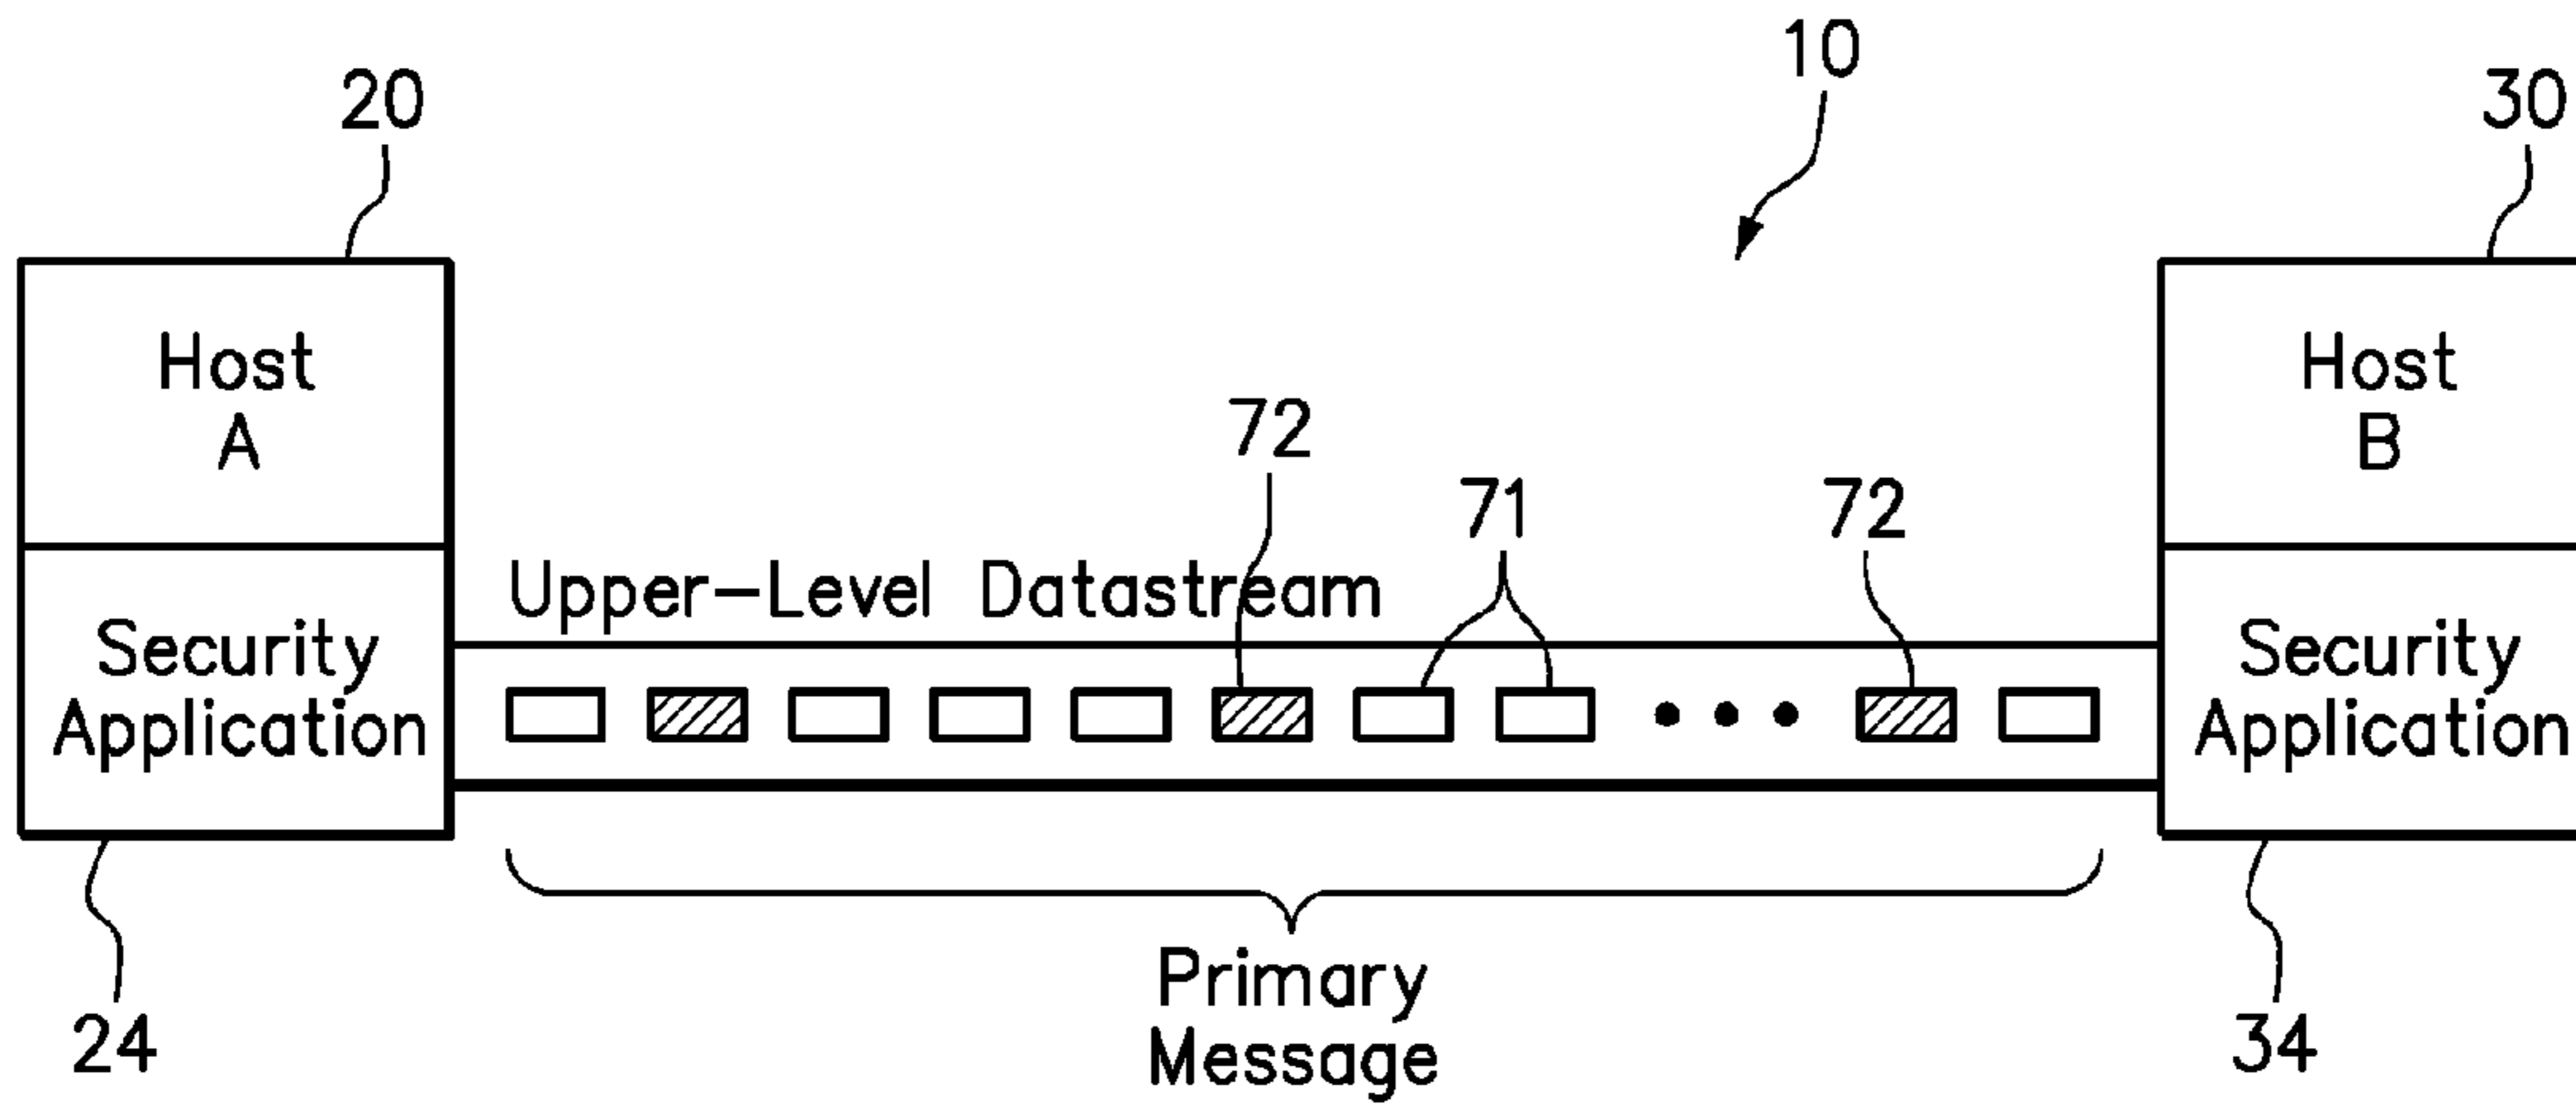 10
20
30
Host
A
Host
B
72
71
72
Upper-Level Datastream
Security
Application
Security
Application
Primary
Message
24
34